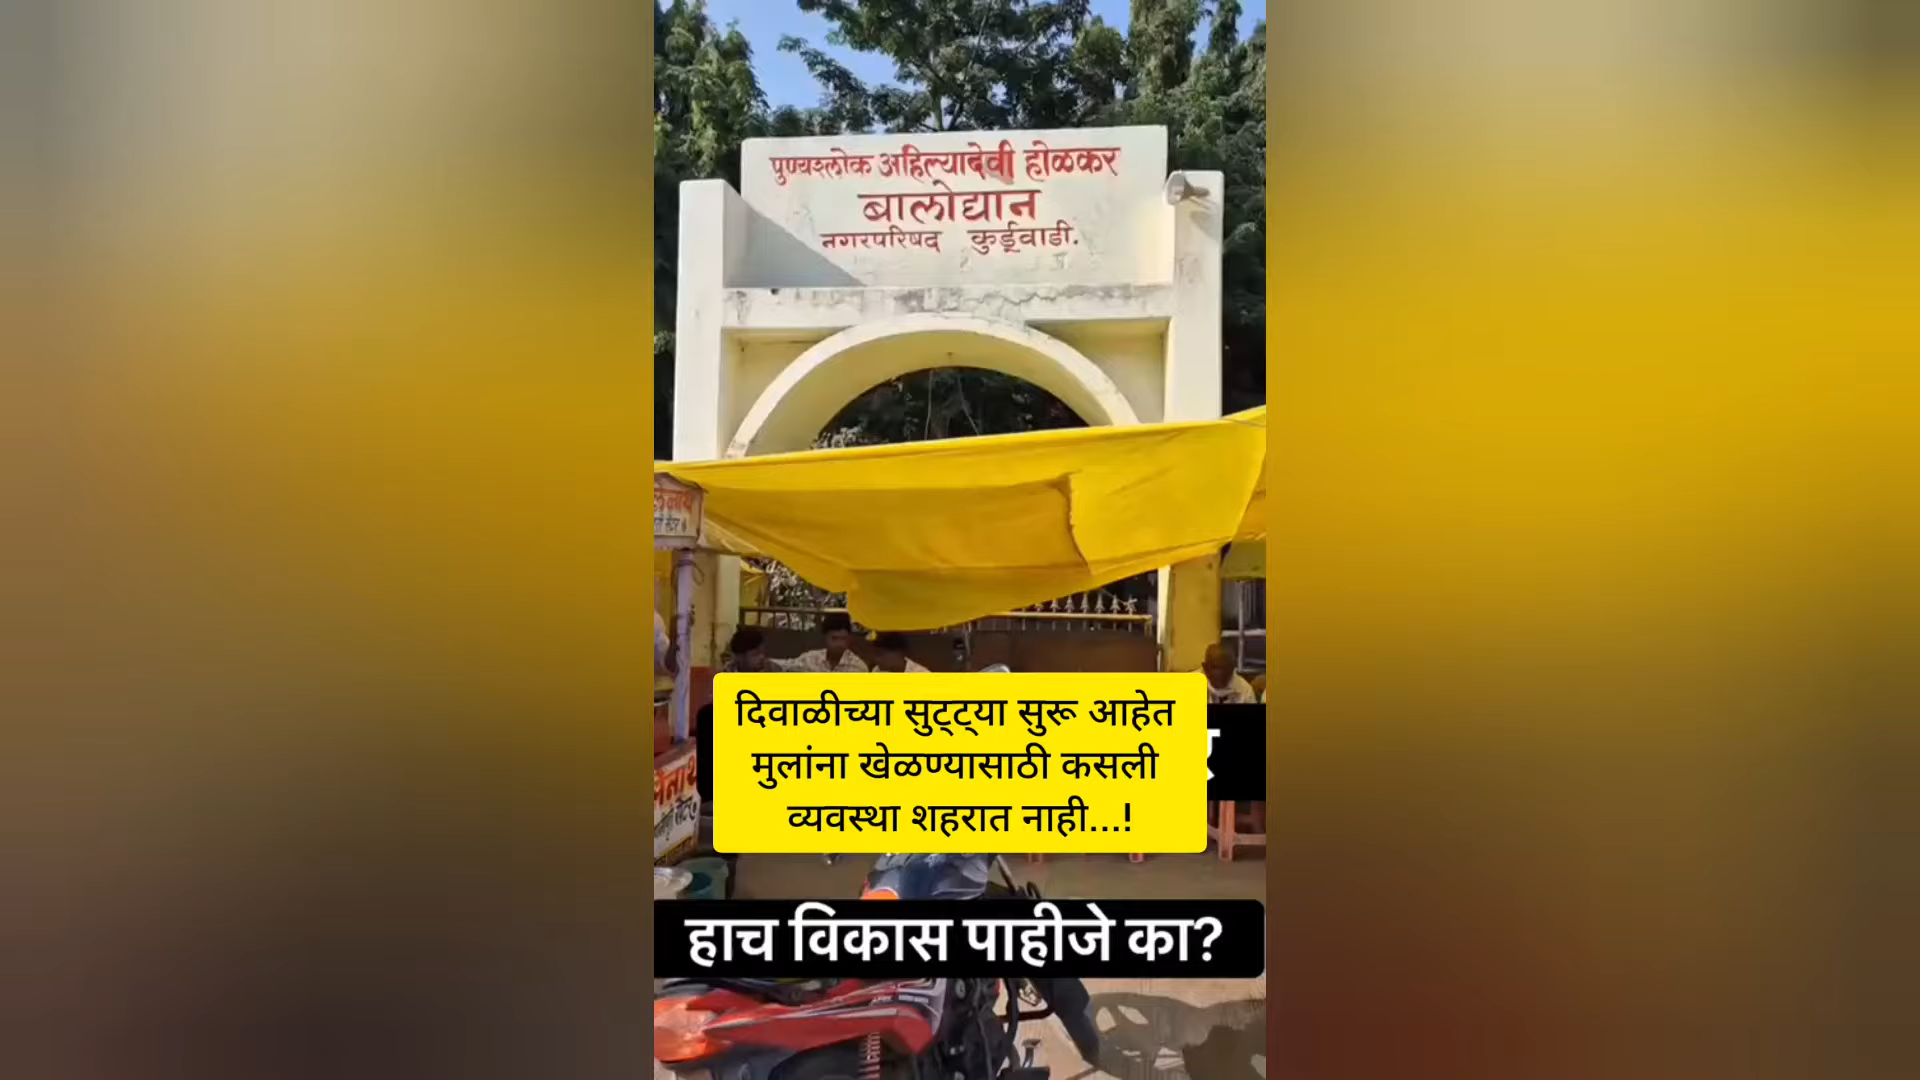 पुण्यश्लोक अहिल्यादेवी होळकर
बालोद्यान
नगरपरिषद कुर्डूवाडी.
दिवाळीच्या सुट्ट्या सुरू आहेत
मुलांना खेळण्यासाठी कसली
व्यवस्था शहरात नाही...!
हाच विकास पाहीजे का?